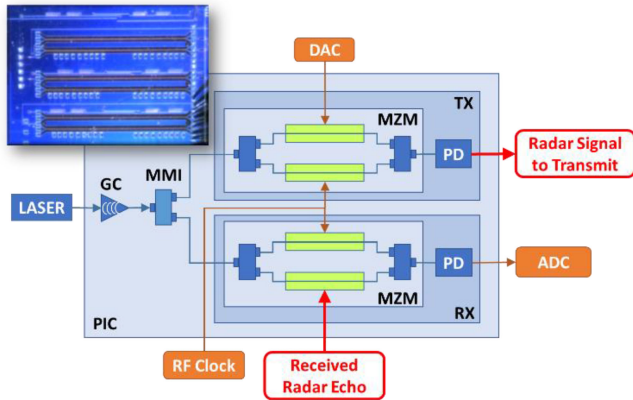 DAC
TX
MZM
PD
Radar Signal
to Transmit
MMI
GC
LASER
PD
ADC
MZM
RX
PIC
RF Clock
Received
Radar Echo